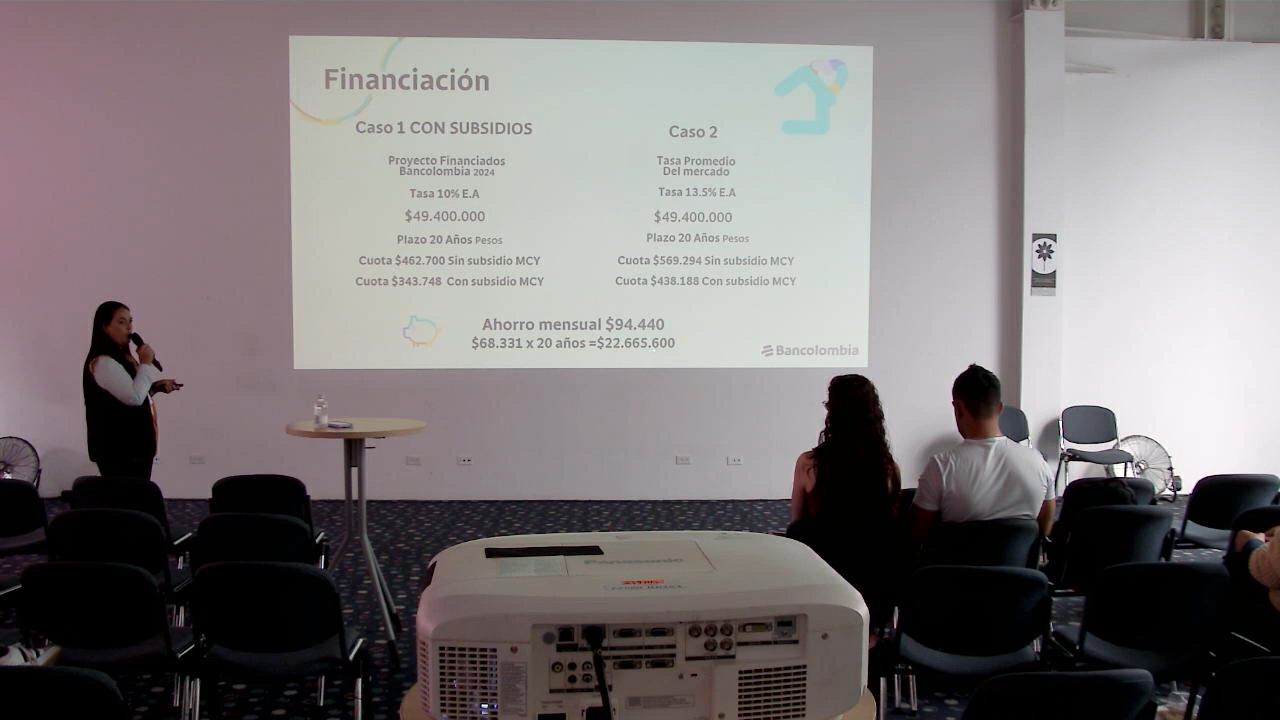 Financiación
Caso 1 CON SUBSIDIOS
Proyecto Financiados
Bancolombia 2024
Tasa 10% E.A
$49.400.000
Plazo 20 Años Pesos
Cuota $462.700 Sin subsidio MCY
Cuota $343.748 Con subsidio MCY
Caso 2
Tasa Promedio
Del mercado
Tasa 13.5% E.A
$49.400.000
Plazo 20 Años Pesos
Cuota $569.294 Sin subsidio MCY
Cuota $438.188 Con subsidio MCY
Ahorro mensual $94.440
$68.331 x 20 años =$22.665.600
Bancolombia
Panasonic